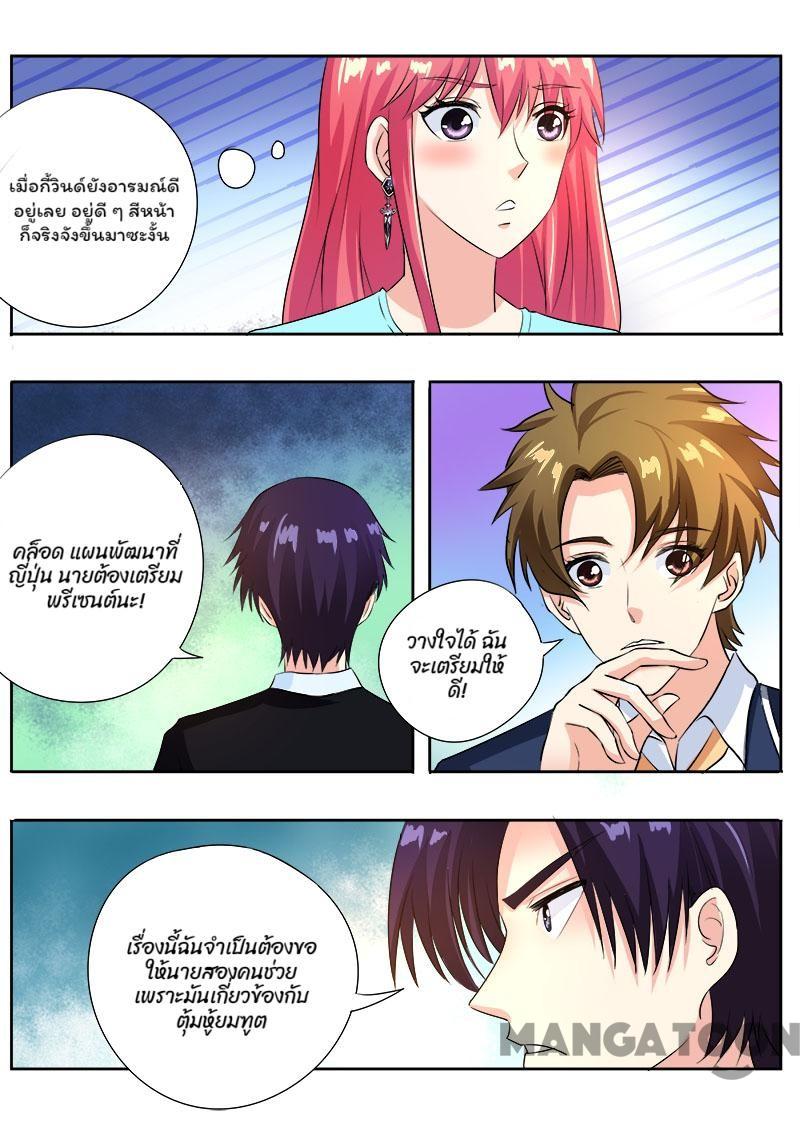 เมื่อกี้วินด์ยังอารมณ์ดี
อยู่เลย อยู่ดี ๆ สีหน้า
ก็จริงจังขึ้นมาซะงั้น
คล็อด แผนพัฒนาที่
ญี่ปุ่น นายต้องเตรียม
พรีเซนต์นะ!
วางใจได้ ฉัน
จะเตรียมให้
ดี!
เรื่องนี้ฉันจำเป็นต้องขอ
ให้นายสองคนช่วย
เพราะมันเกี่ยวข้องกับ
ตุ้มหู้ยมทูต
MANGATOON